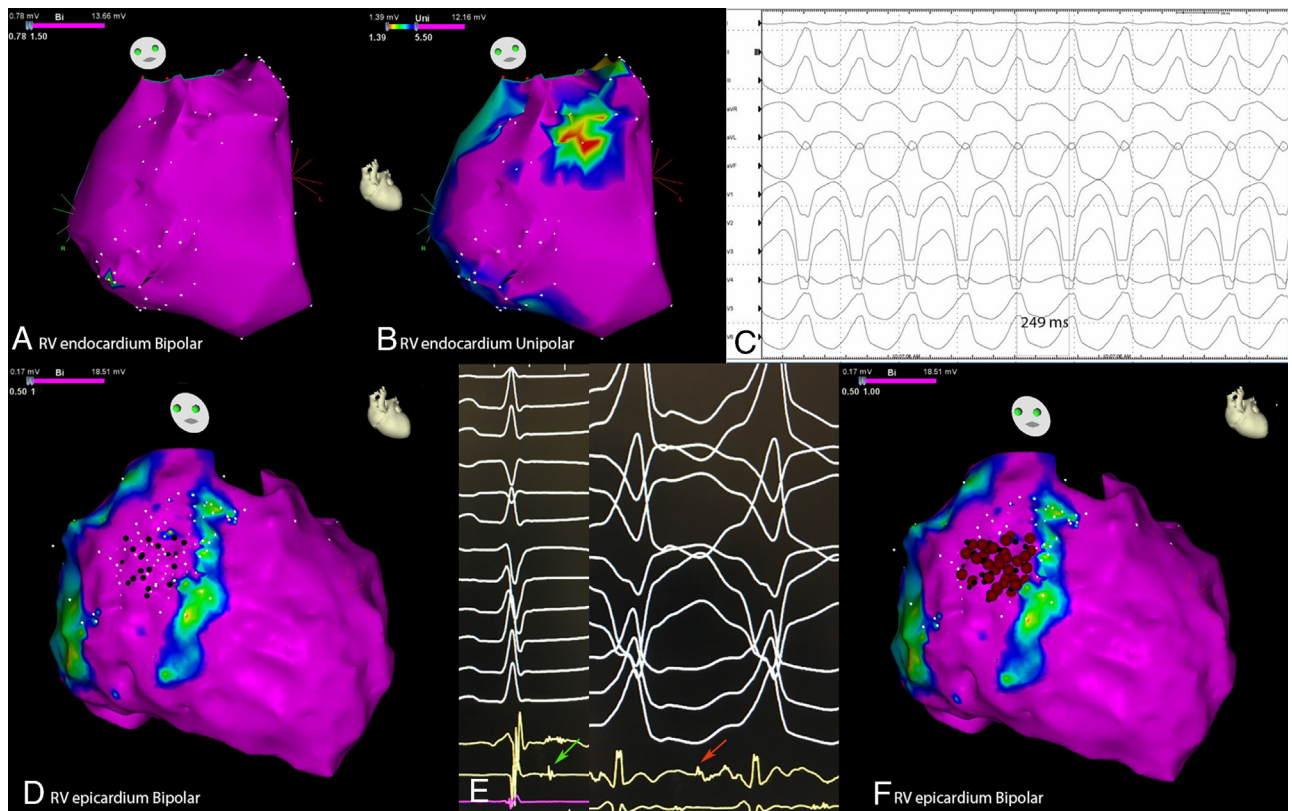 0.78 mV Bi 13.66 mV
0.78 1.50
R
L
A RV endocardium Bipolar
1.39 mV Uni 12.16 mV
1.39 5.50
R
L
B RV endocardium Unipolar
II
III
aVR
aVL
aVF
V1
V2
V3
V4
V5
V6
249 ms
C
0.17 mV Bi 18.51 mV
0.50 1
D RV epicardium Bipolar
E
0.17 mV Bi 18.51 mV
0.50 1.00
F RV epicardium Bipolar